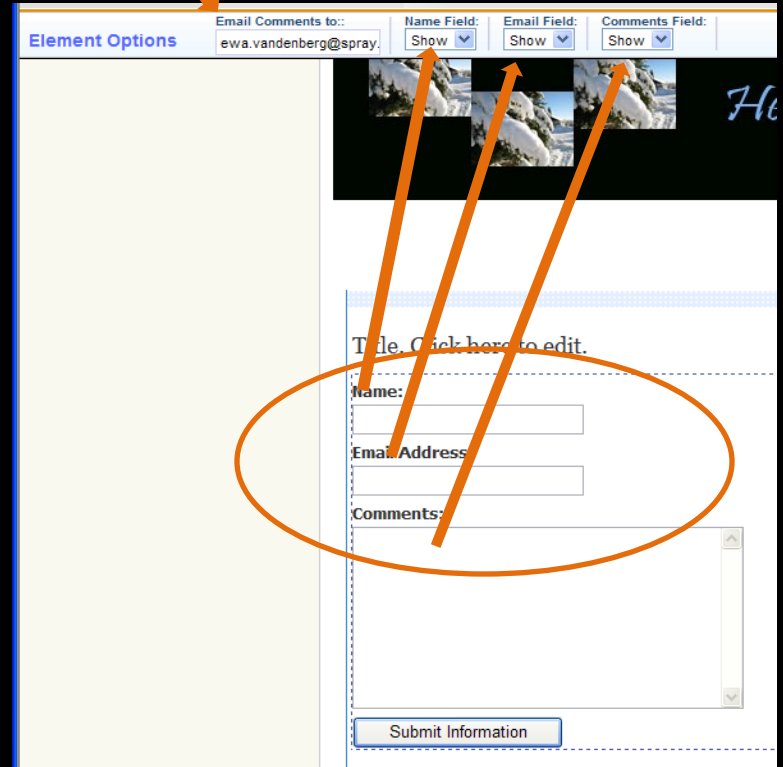 Email Comments to::
Name Field:
Email Field:
Comments Field:
Element Options
ewa.vandenberg@spray.
Show
Show
Show
Title. Click here to edit.
Name:
Email Address
Comments:
Submit Information